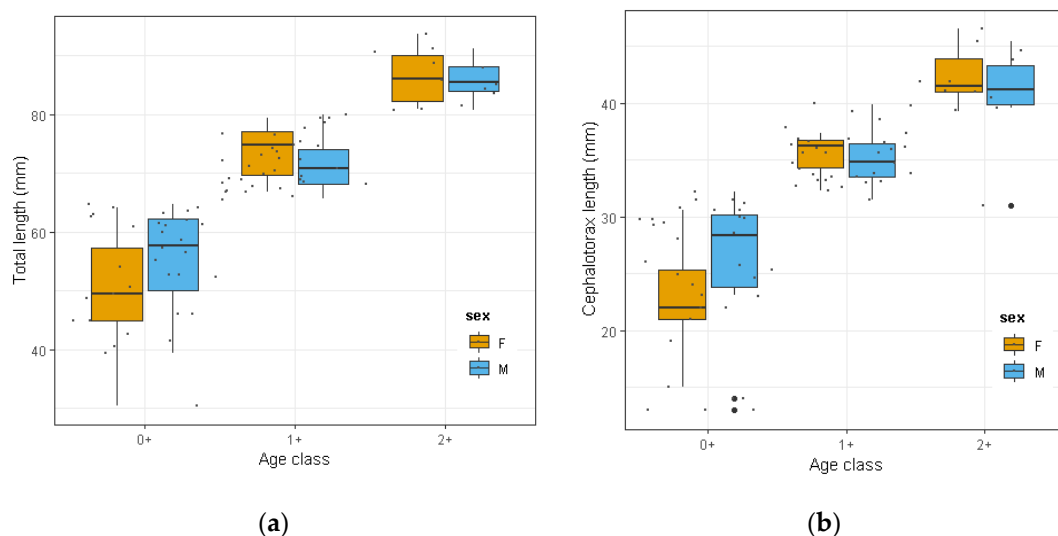 Total length (mm)
80
60
40
0+
1+
2+
Age class
sex
F
M
(a)
Cephalotorax length (mm)
40
30
20
0+
1+
2+
Age class
sex
F
M
(b)